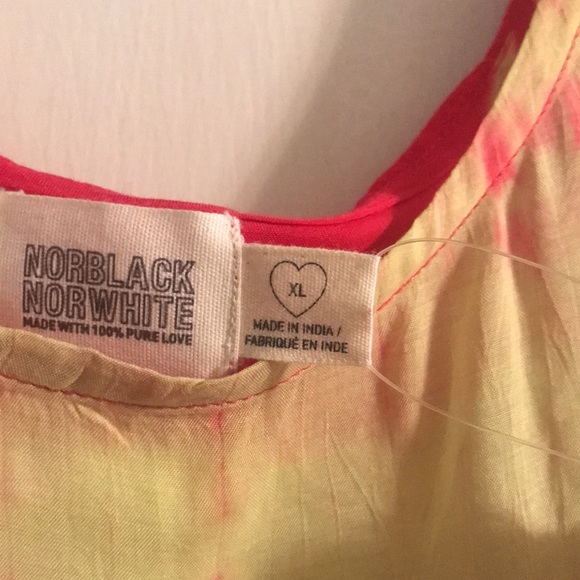 NORBLACK
NORWHITE
MADE WITH 100% PURE LOVE
XL
MADE IN INDIA /
FABRIQUÉ EN INDE